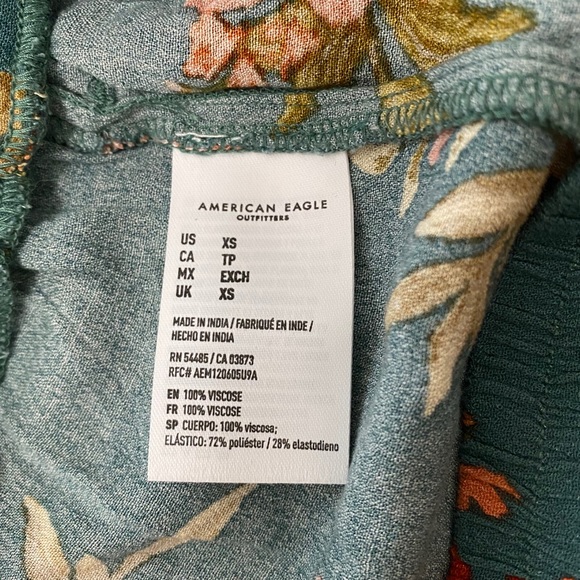 AMERICAN EAGLE
OUTFITTERS
US XS
CA TP
MX EXCH
UK XS
MADE IN INDIA / FABRIQUÉ EN INDE /
HECHO EN INDIA
RN 54485 / CA 03873
RFC# AEM120605U9A
EN 100% VISCOSE
FR 100% VISCOSE
SP CUERPO: 100% viscosa;
ELÁSTICO: 72% poliéster / 28% elastodieno